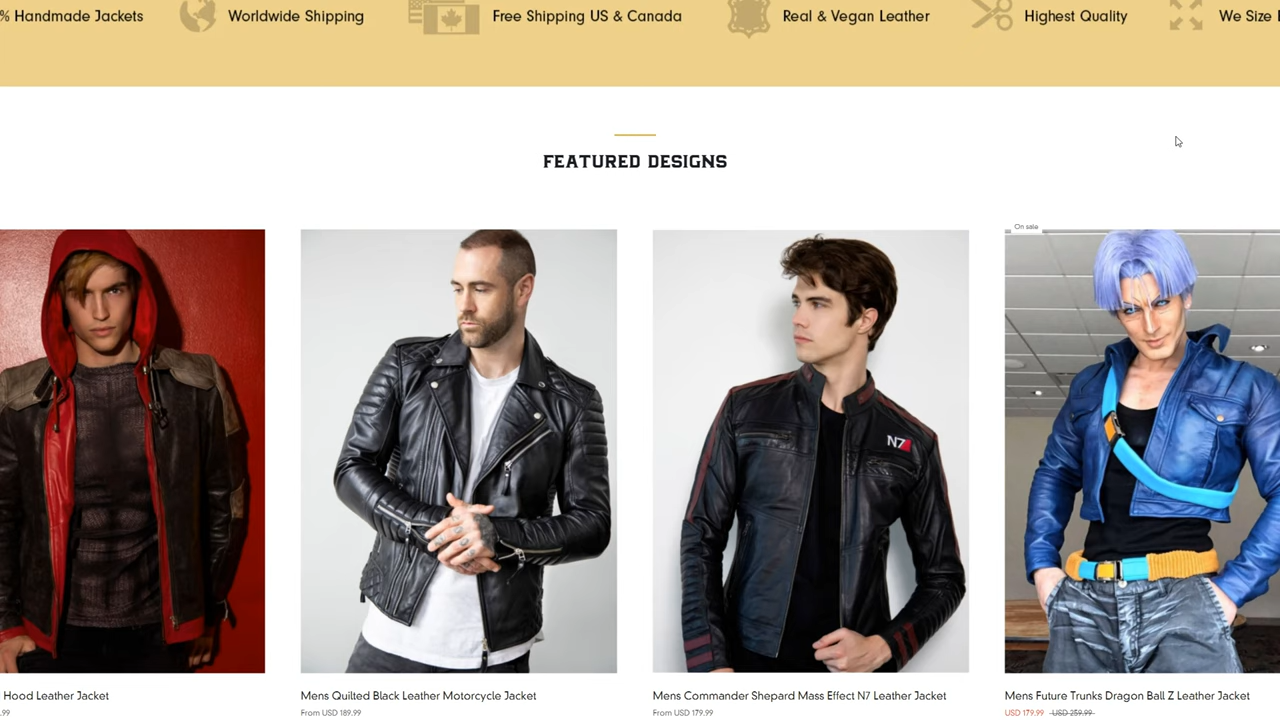 % Handmade Jackets
Worldwide Shipping
Free Shipping US & Canada
Real & Vegan Leather
Highest Quality
We Size
FEATURED DESIGNS
On sale
N7
Hood Leather Jacket
.99
Mens Quilted Black Leather Motorcycle Jacket
From USD 189.99
Mens Commander Shepard Mass Effect N7 Leather Jacket
From USD 179.99
Mens Future Trunks Dragon Ball Z Leather Jacket
USD 179.99 USD 259.99